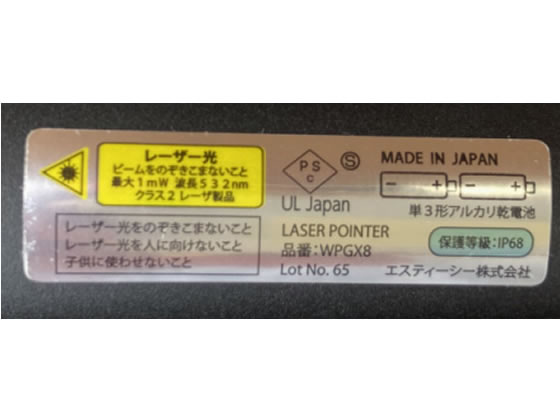 レーザー光
ビームをのぞきこまないこと
最大1mW 波長532nm
クラス2 レーザ製品
レーザー光をのぞきこまないこと
レーザー光を人に向けないこと
子供に使わせないこと
PS
C
S
UL Japan
LASER POINTER
品番：WPGX8
Lot No. 65
MADE IN JAPAN
単3形アルカリ乾電池
保護等級：IP68
エスティーシー株式会社